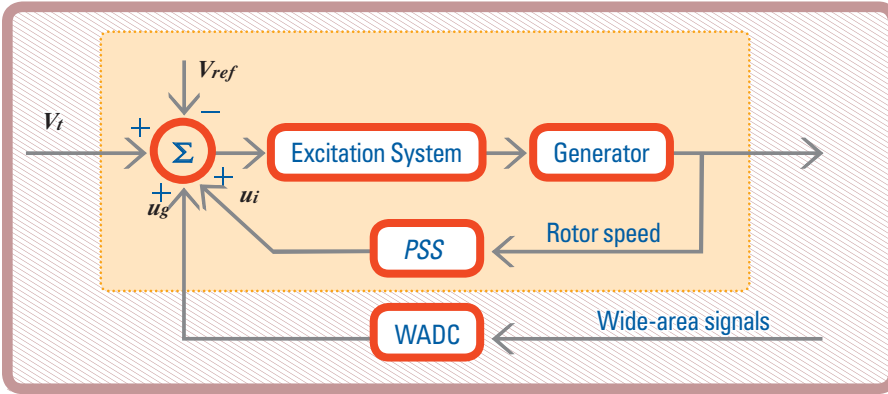 Vref
−
Vt
+
Σ
Excitation System
Generator
+
+
ug
ui
PSS
Rotor speed
WADC
Wide-area signals